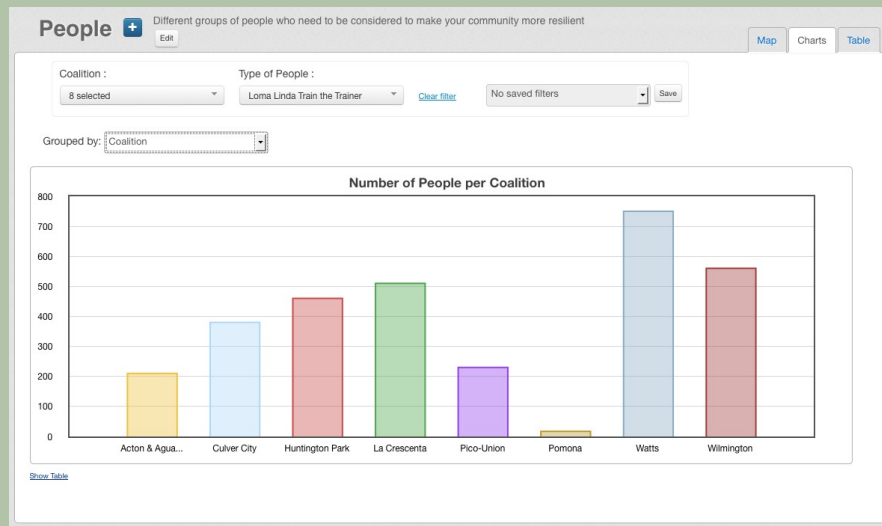 People + Different groups of people who need to be considered to make your community more resilient
Edit
Map Charts Table
Coalition : Type of People :
8 selected Loma Linda Train the Trainer Clear filter No saved filters Save
Grouped by: Coalition
Number of People per Coalition
800
700
600
500
400
300
200
100
0
Acton & Agua... Culver City Huntington Park La Crescenta Pico-Union Pomona Watts Wilmington
Show Table